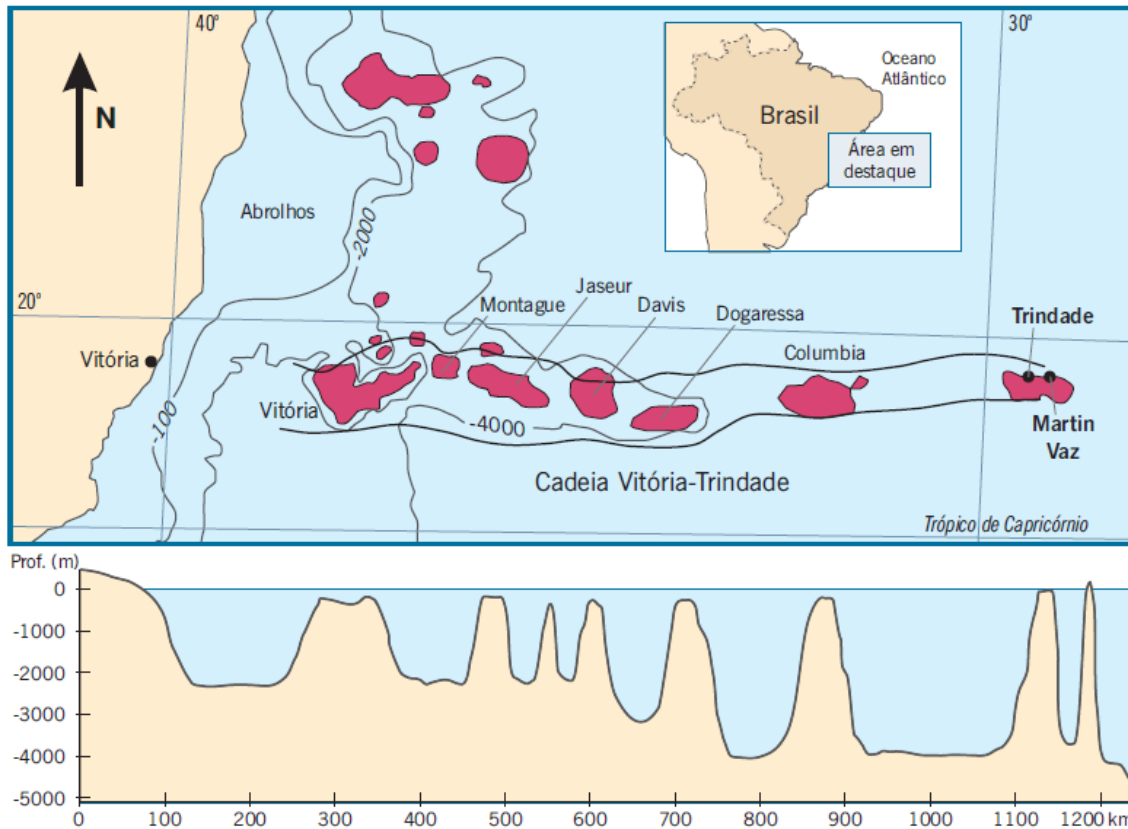 40°
30°
N
Oceano
Atlântico
Brasil
Área em
destaque
Abrolhos
-2000
20°
Montague
Jaseur
Davis
Dogaressa
Trindade
Vitória
Columbia
Vitória
-100
-4000
Martin
Vaz
Cadeia Vitória-Trindade
Trópico de Capricórnio
Prof. (m)
0
-1000
-2000
-3000
-4000
-5000
0 100 200 300 400 500 600 700 800 900 1000 1100 1200 km